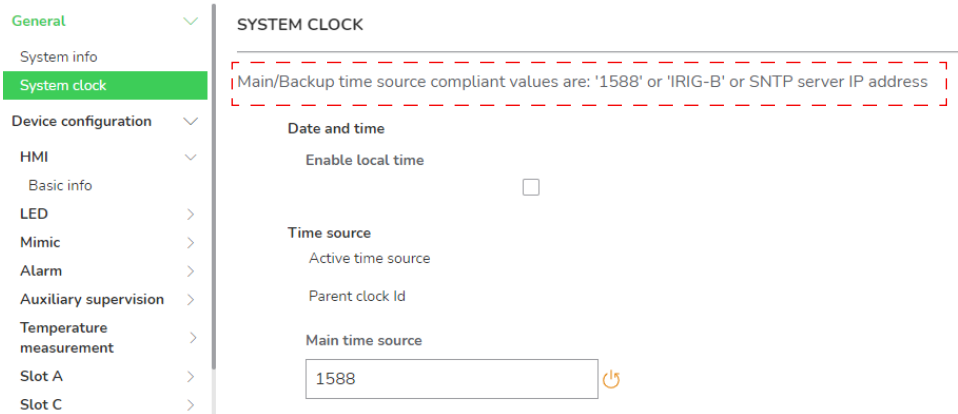 General
System info
System clock
Device configuration
HMI
Basic info
LED
Mimic
Alarm
Auxiliary supervision
Temperature
measurement
Slot A
Slot C
SYSTEM CLOCK
Main/Backup time source compliant values are: '1588' or 'IRIG-B' or SNTP server IP address
Date and time
Enable local time
Time source
Active time source
Parent clock Id
Main time source
1588